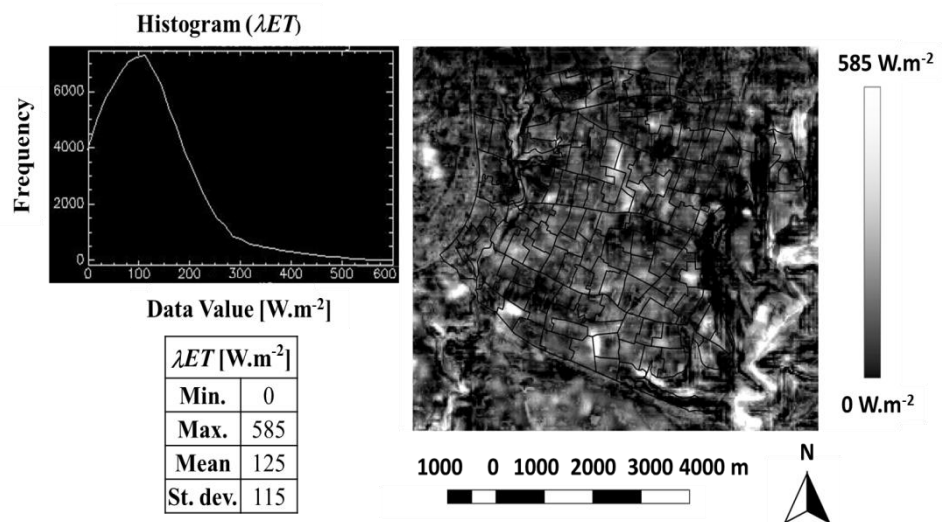 Histogram (λET)
Frequency
6000
4000
2000
0
0 100 200 300 400 500 600
Data Value [W.m-2]
λET [W.m-2]
Min. 0
Max. 585
Mean 125
St. dev. 115
585 W.m-2
0 W.m-2
1000 0 1000 2000 3000 4000 m
N